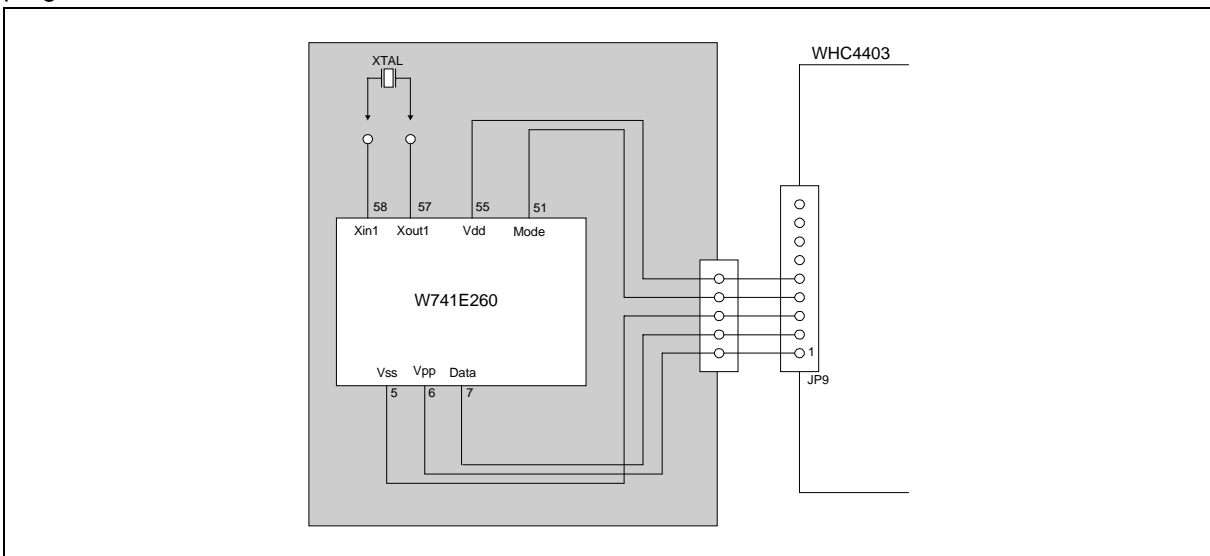 XTAL
WHC4403
58 57 55 51
Xin1 Xout1 Vdd Mode
W741E260
Vss Vpp Data
5 6 7
1
JP9